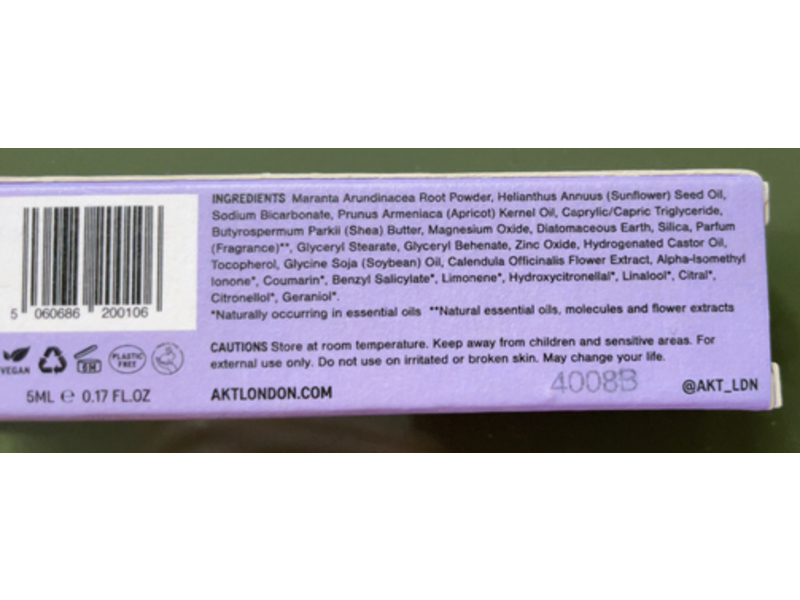 INGREDIENTS Maranta Arundinacea Root Powder, Helianthus Annuus (Sunflower) Seed Oil,
Sodium Bicarbonate, Prunus Armeniaca (Apricot) Kernel Oil, Caprylic/Capric Triglyceride,
Butyrospermum Parkii (Shea) Butter, Magnesium Oxide, Diatomaceous Earth, Silica, Parfum
(Fragrance)**, Glyceryl Stearate, Glyceryl Behenate, Zinc Oxide, Hydrogenated Castor Oil,
Tocopherol, Glycine Soja (Soybean) Oil, Calendula Officinalis Flower Extract, Alpha-Isomethyl
Ionone*, Coumarin*, Benzyl Salicylate*, Limonene*, Hydroxycitronellal*, Linalool*, Citral*,
Citronellol*, Geraniol*.
*Naturally occurring in essential oils **Natural essential oils, molecules and flower extracts
CAUTIONS Store at room temperature. Keep away from children and sensitive areas. For
external use only. Do not use on irritated or broken skin. May change your life.
4008B
AKTLONDON.COM
@AKT_LDN
5 060686 200106
VEGAN
6M
PLASTIC
FREE
5ML ℮ 0.17 FL.OZ